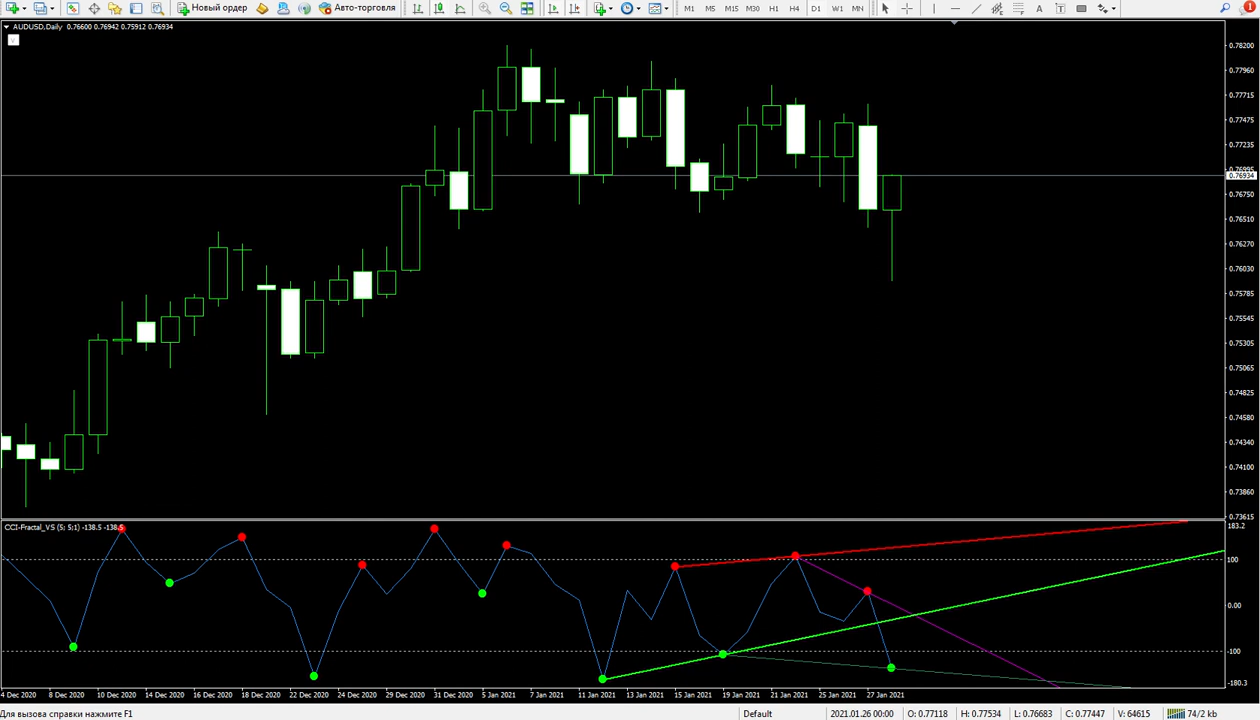 Новый ордер
Авто-торговля
A
T
M1 M5 M15 M30 H1 H4 D1 W1 MN
1
AUDUSD,Daily 0.76600 0.76942 0.75912 0.76934
0.78200
0.77960
0.77715
0.77475
0.77235
0.76995
0.76934
0.76750
0.76510
0.76270
0.76030
0.75785
0.75545
0.75305
0.75065
0.74825
0.74580
0.74340
0.74100
0.73860
0.73615
CCI-Fractal_VS (5; 5;1) -138.5 -138.5
183.2
100
0.00
-100
-180.3
4 Dec 2020 8 Dec 2020 10 Dec 2020 14 Dec 2020 16 Dec 2020 18 Dec 2020 22 Dec 2020 24 Dec 2020 29 Dec 2020 31 Dec 2020 5 Jan 2021 7 Jan 2021 11 Jan 2021 13 Jan 2021 15 Jan 2021 19 Jan 2021 21 Jan 2021 25 Jan 2021 27 Jan 2021
Для вызова справки нажмите F1
Default
2021.01.26 00:00 O: 0.77118 H: 0.77534 L: 0.76683 C: 0.77447 V: 64615 74/2 kb